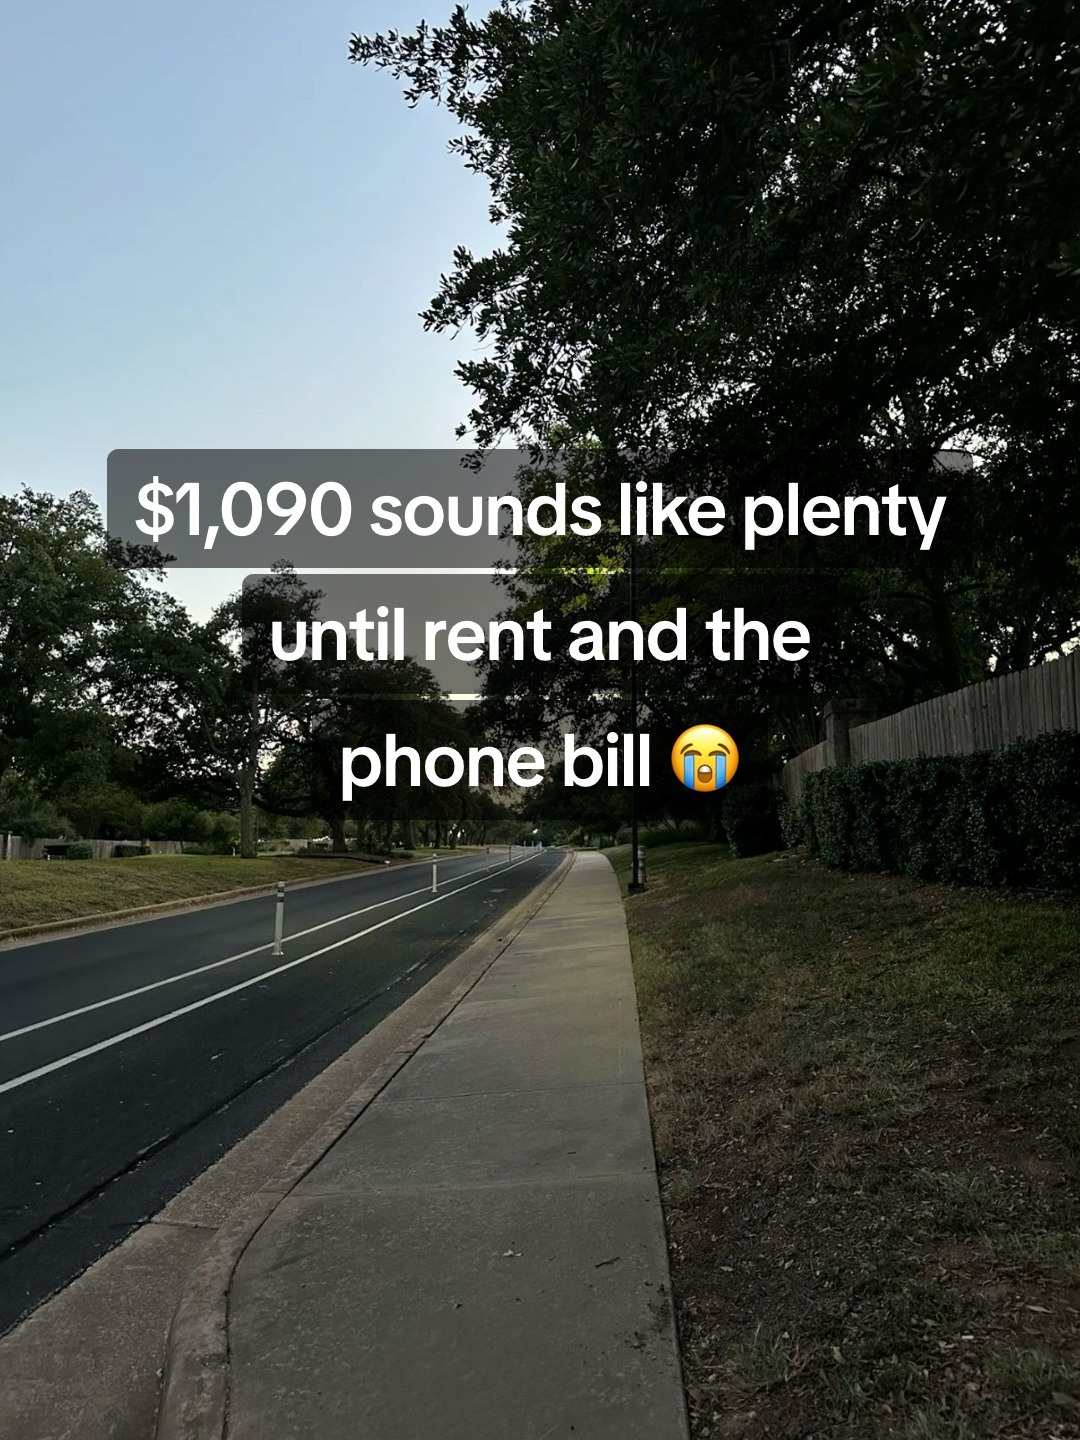 $1,090 sounds like plenty
until rent and the
phone bill 😭